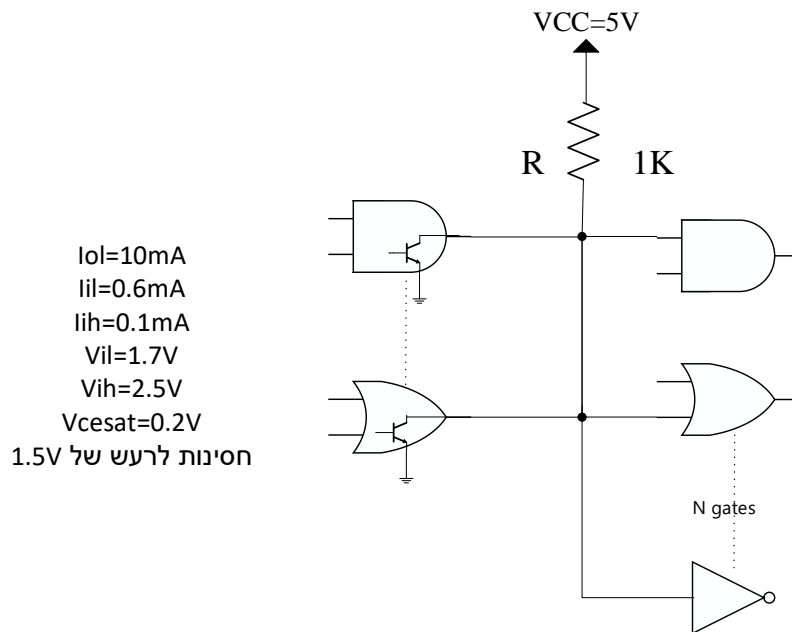 VCC=5V
R 1K
Iol=10mA
Iil=0.6mA
Iih=0.1mA
Vil=1.7V
Vih=2.5V
Vcesat=0.2V
חסינות לרעש של 1.5V
N gates